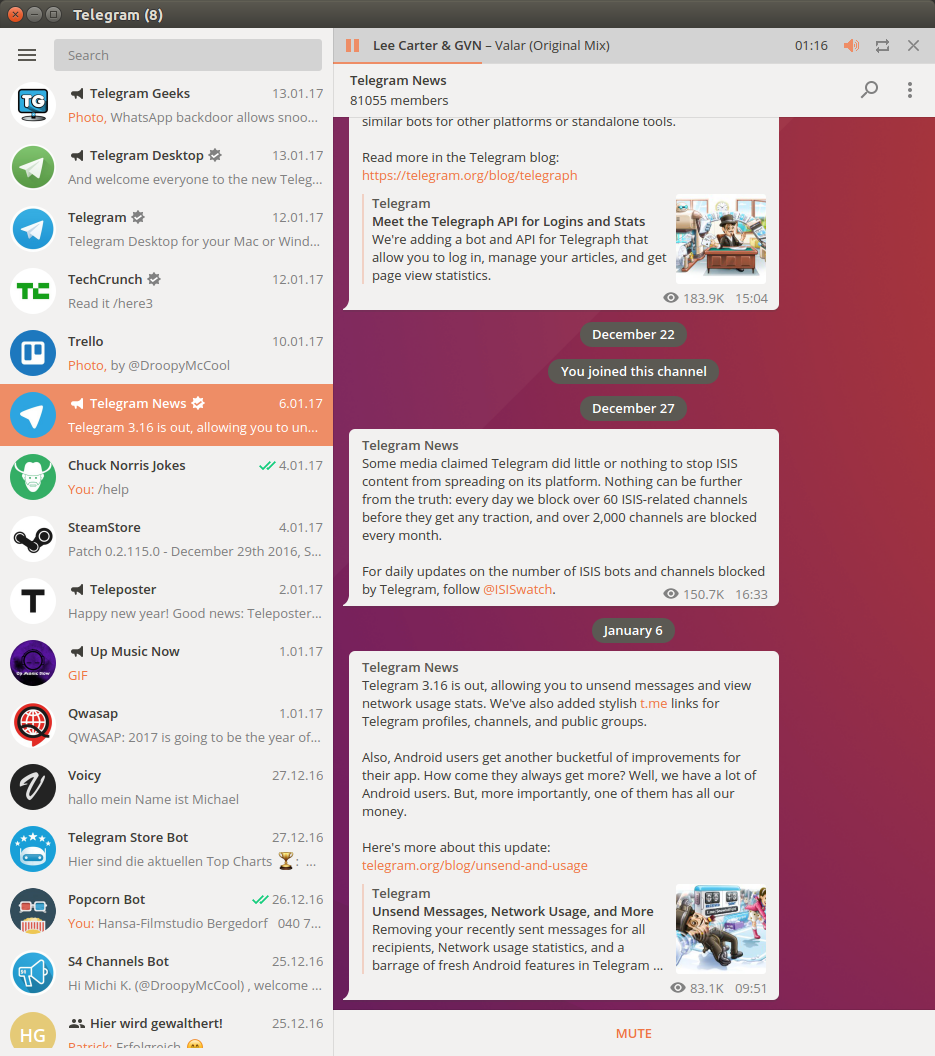 Telegram (8)
Search
Telegram Geeks 13.01.17
Photo, WhatsApp backdoor allows snoo...
Telegram Desktop 13.01.17
And welcome everyone to the new Teleg...
Telegram 12.01.17
Telegram Desktop for your Mac or Wind...
TechCrunch 12.01.17
Read it /here3
Trello 10.01.17
Photo, by @DroopyMcCool
Telegram News 6.01.17
Telegram 3.16 is out, allowing you to un...
Chuck Norris Jokes 4.01.17
You: /help
SteamStore 4.01.17
Patch 0.2.115.0 - December 29th 2016, S...
Teleposter 2.01.17
Happy new year! Good news: Teleposter...
Up Music Now 1.01.17
GIF
Qwasap 1.01.17
QWASAP: 2017 is going to be the year of...
Voicy 27.12.16
hallo mein Name ist Michael
Telegram Store Bot 27.12.16
Hier sind die aktuellen Top Charts 🏆: ...
Popcorn Bot 26.12.16
You: Hansa-Filmstudio Bergedorf 040 7...
S4 Channels Bot 25.12.16
Hi Michi K. (@DroopyMcCool) , welcome ...
HG
Hier wird gewalthert! 25.12.16
Patrick: Erfolgreich
Lee Carter & GVN – Valar (Original Mix) 01:16
Telegram News
81055 members
similar bots for other platforms or standalone tools.
Read more in the Telegram blog:
https://telegram.org/blog/telegraph
Telegram
Meet the Telegraph API for Logins and Stats
We're adding a bot and API for Telegraph that
allow you to log in, manage your articles, and get
page view statistics.
183.9K 15:04
December 22
You joined this channel
December 27
Telegram News
Some media claimed Telegram did little or nothing to stop ISIS
content from spreading on its platform. Nothing can be further
from the truth: every day we block over 60 ISIS-related channels
before they get any traction, and over 2,000 channels are blocked
every month.
For daily updates on the number of ISIS bots and channels blocked
by Telegram, follow @ISISwatch.
150.7K 16:33
January 6
Telegram News
Telegram 3.16 is out, allowing you to unsend messages and view
network usage stats. We've also added stylish t.me links for
Telegram profiles, channels, and public groups.
Also, Android users get another bucketful of improvements for
their app. How come they always get more? Well, we have a lot of
Android users. But, more importantly, one of them has all our
money.
Here's more about this update:
telegram.org/blog/unsend-and-usage
Telegram
Unsend Messages, Network Usage, and More
Removing your recently sent messages for all
recipients, Network usage statistics, and a
barrage of fresh Android features in Telegram ...
83.1K 09:51
MUTE